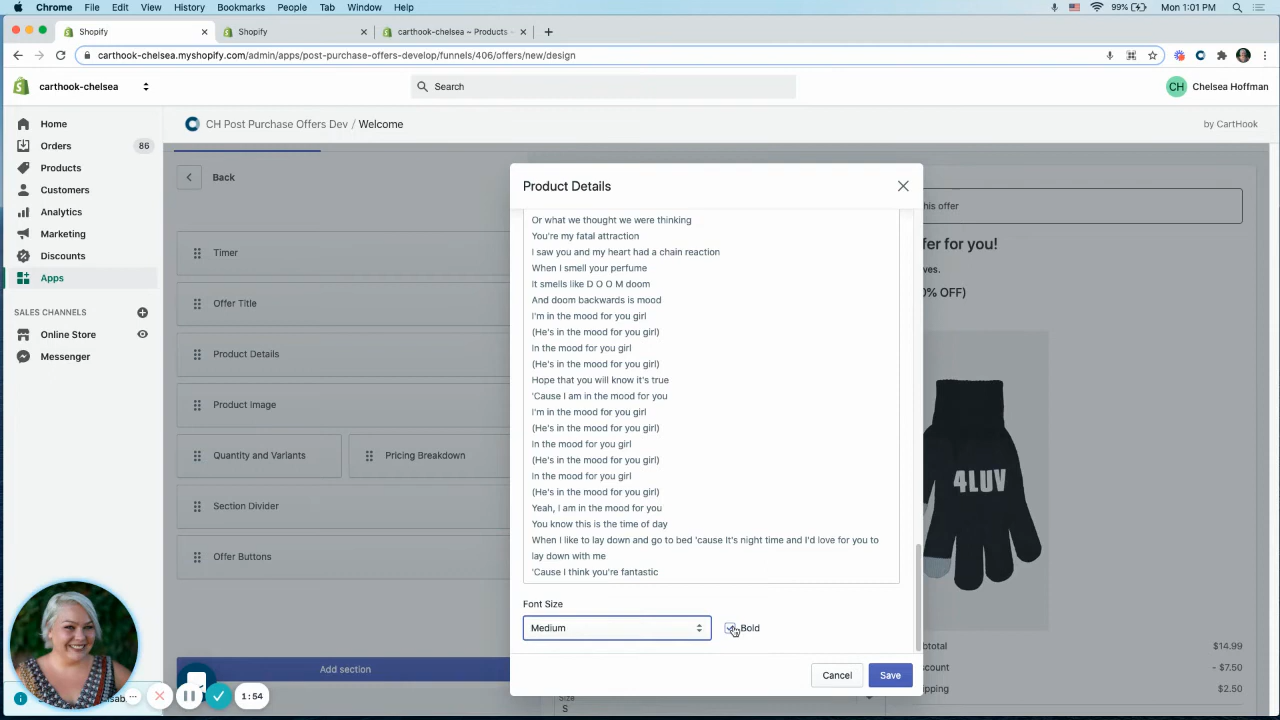 Chrome File Edit View History Bookmarks People Tab Window Help 99% Mon 1:01 PM
Shopify Shopify carthook-chelsea ~ Products
carthook-chelsea.myshopify.com/admin/apps/post-purchase-offers-develop/funnels/406/offers/new/design
carthook-chelsea Search CH Chelsea Hoffman
CH Post Purchase Offers Dev / Welcome by CartHook
Home
Orders 86
Products
Customers
Analytics
Marketing
Discounts
Apps
SALES CHANNELS
Online Store
Messenger
Back
Timer
Offer Title
Product Details
Product Image
Quantity and Variants Pricing Breakdown
Section Divider
Offer Buttons
Add section
1:54
Product Details
Or what we thought we were thinking
You're my fatal attraction
I saw you and my heart had a chain reaction
When I smell your perfume
It smells like D O O M doom
And doom backwards is mood
I'm in the mood for you girl
(He's in the mood for you girl)
In the mood for you girl
(He's in the mood for you girl)
Hope that you will know it's true
'Cause I am in the mood for you
I'm in the mood for you girl
(He's in the mood for you girl)
In the mood for you girl
(He's in the mood for you girl)
In the mood for you girl
(He's in the mood for you girl)
Yeah, I am in the mood for you
You know this is the time of day
When I like to lay down and go to bed 'cause It's night time and I'd love for you to
lay down with me
'Cause I think you're fantastic
Font Size
Medium Bold
Cancel Save
this offer
fer for you!
ves.
0% OFF)
4LUV
btotal $14.99
count - $7.50
ipping $2.50
Size
S